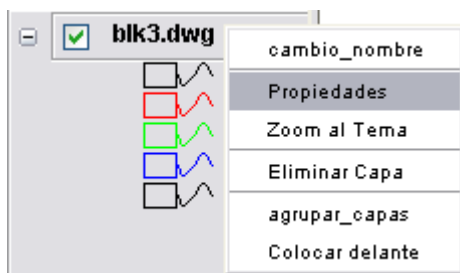 blk3.dwg
cambio_nombre
Propiedades
Zoom al Tema
Eliminar Capa
agrupar_capas
Colocar delante